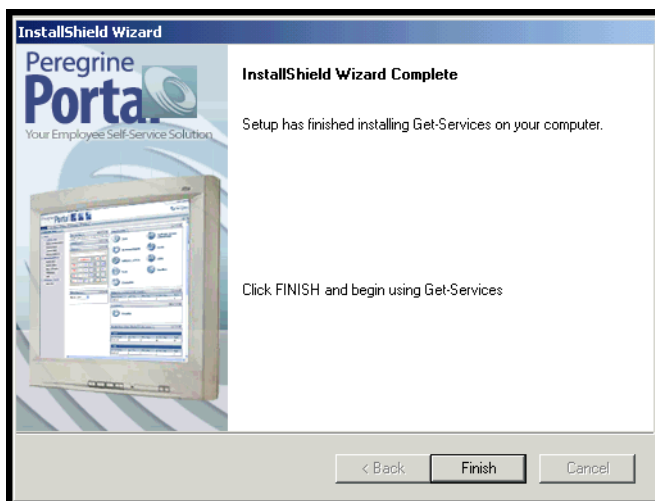 InstallShield Wizard
Peregrine
Portal
Your Employee Self-Service Solution
InstallShield Wizard Complete
Setup has finished installing Get-Services on your computer.
Click FINISH and begin using Get-Services
Portal
< Back
Finish
Cancel